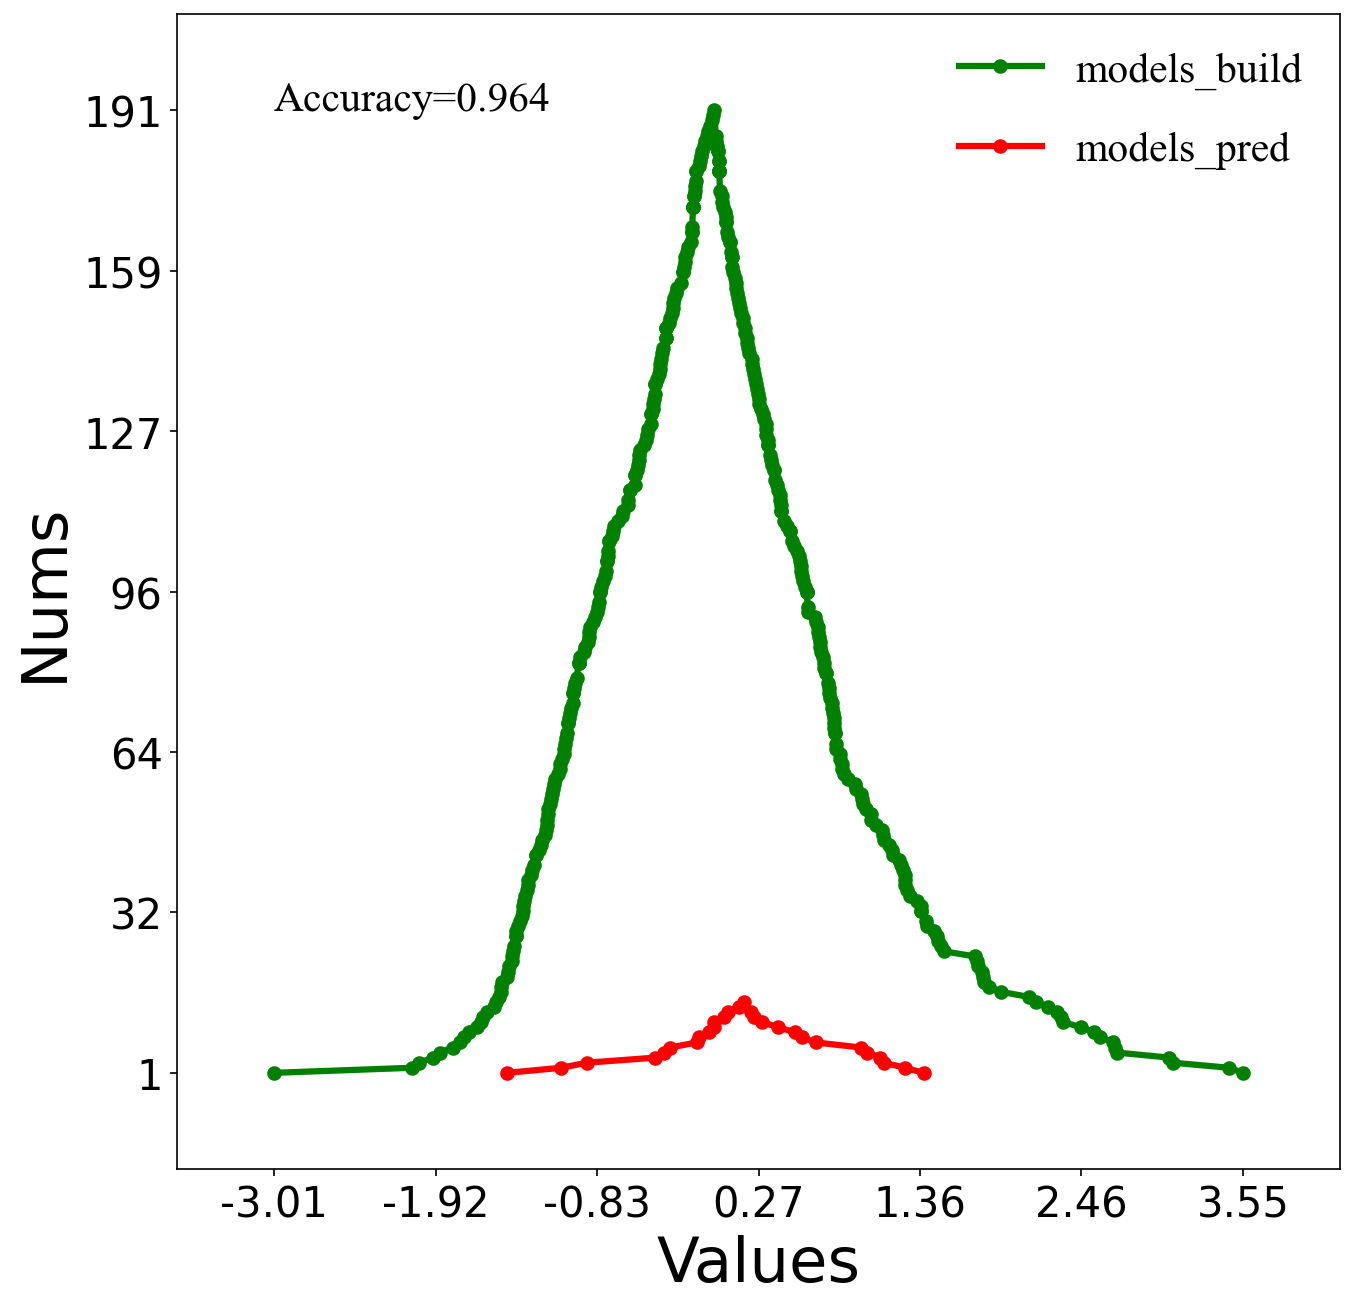 Accuracy=0.964
models_build
models_pred
Nums
191
159
127
96
64
32
1
-3.01 -1.92 -0.83 0.27 1.36 2.46 3.55
Values